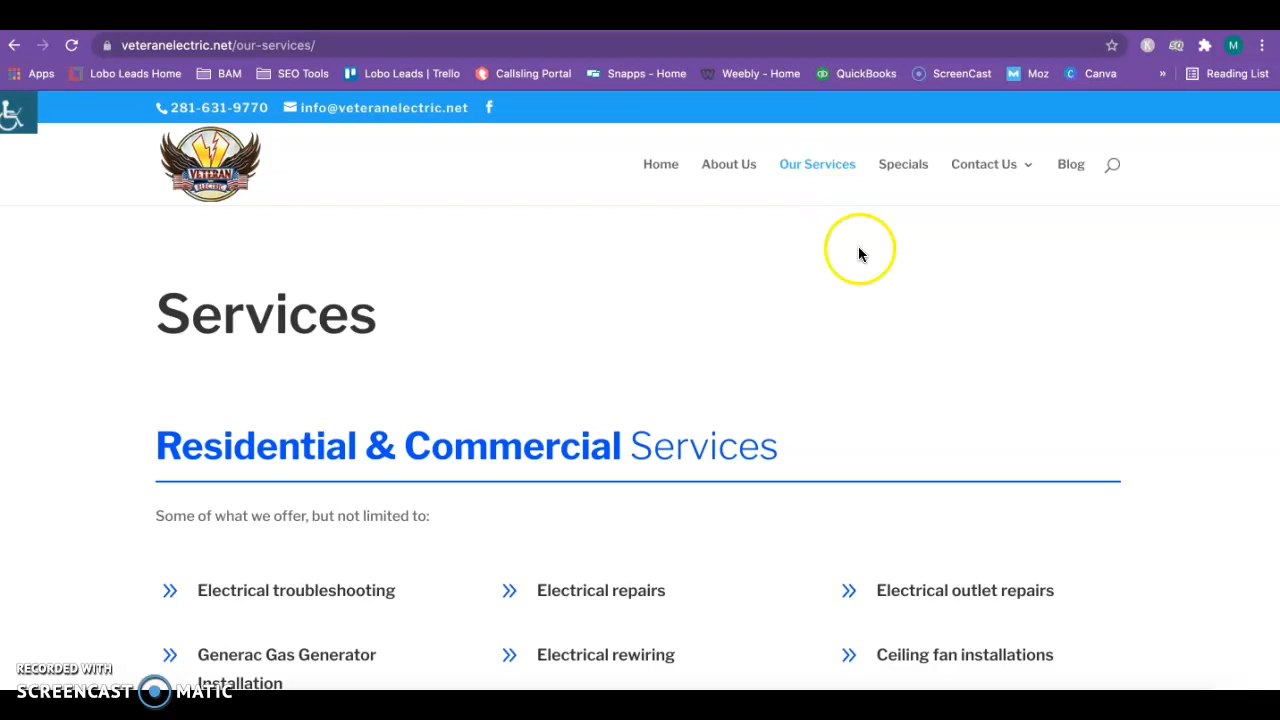 veteranelectric.net/our-services/
M
Apps Lobo Leads Home BAM SEO Tools Lobo Leads | Trello Callsling Portal Snapps - Home Weebly - Home QuickBooks ScreenCast Moz Canva » Reading List
281-631-9770 info@veteranelectric.net
VETERAN
ELECTRIC
Home About Us Our Services Specials Contact Us Blog
Services
Residential & Commercial Services
Some of what we offer, but not limited to:
Electrical troubleshooting Electrical repairs Electrical outlet repairs
Generac Gas Generator Electrical rewiring Ceiling fan installations
Installation
RECORDED WITH
SCREENCAST MATIC